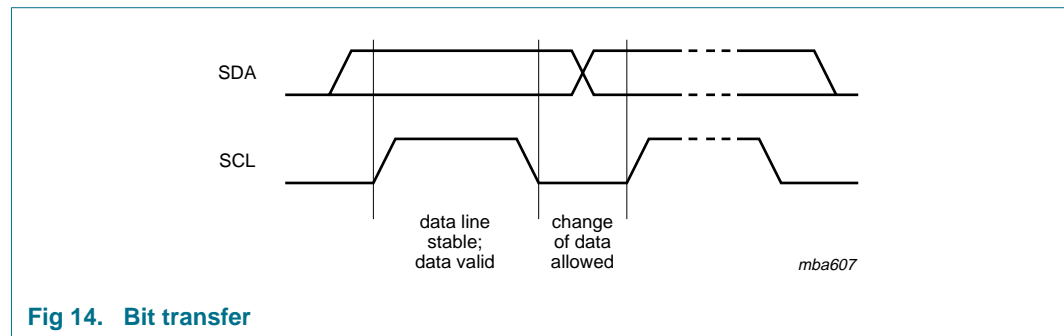 SDA
SCL
data line
stable;
data valid
change
of data
allowed
mba607
Fig 14. Bit transfer